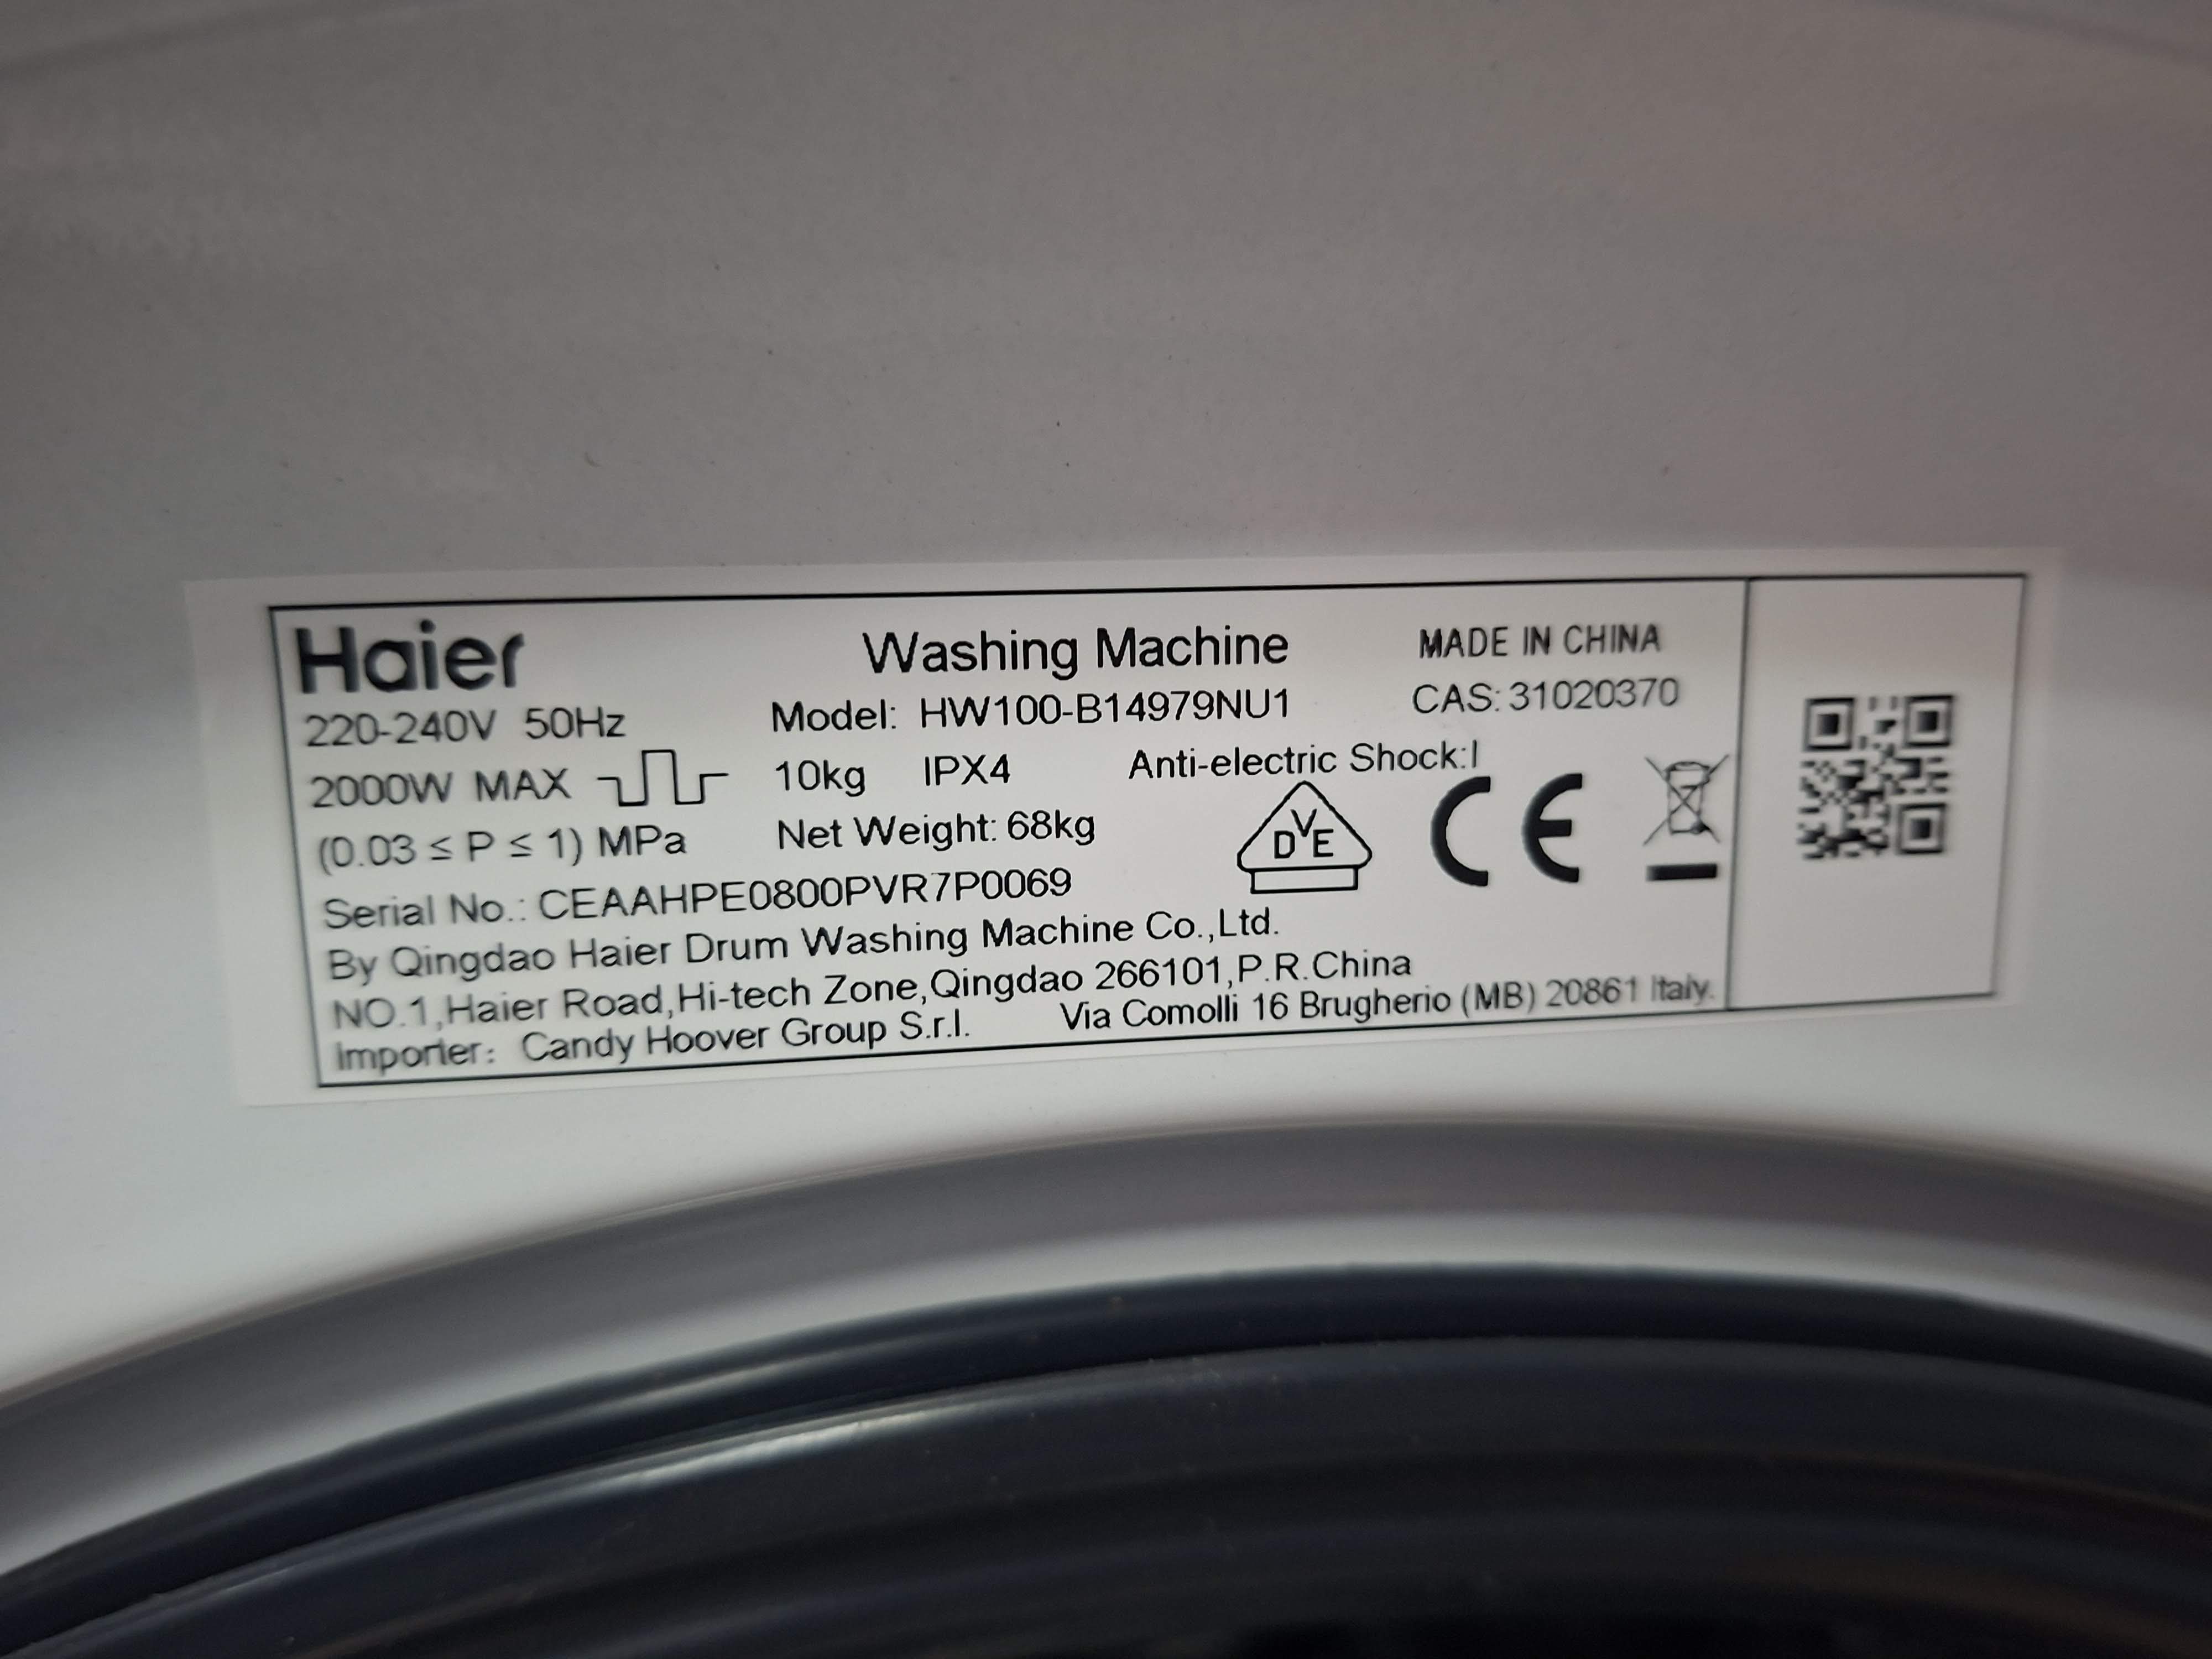 Haier
Washing Machine
MADE IN CHINA
220-240V 50Hz
Model: HW100-B14979NU1
CAS: 31020370
2000W MAX
10kg IPX4 Anti-electric Shock:I
(0.03 ≤ P ≤ 1) MPa
Net Weight: 68kg
DVE
CE
Serial No.: CEAAHPE0800PVR7P0069
By Qingdao Haier Drum Washing Machine Co.,Ltd.
NO.1,Haier Road,Hi-tech Zone,Qingdao 266101,P.R.China
Importer: Candy Hoover Group S.r.l. Via Comolli 16 Brugherio (MB) 20861 Italy.